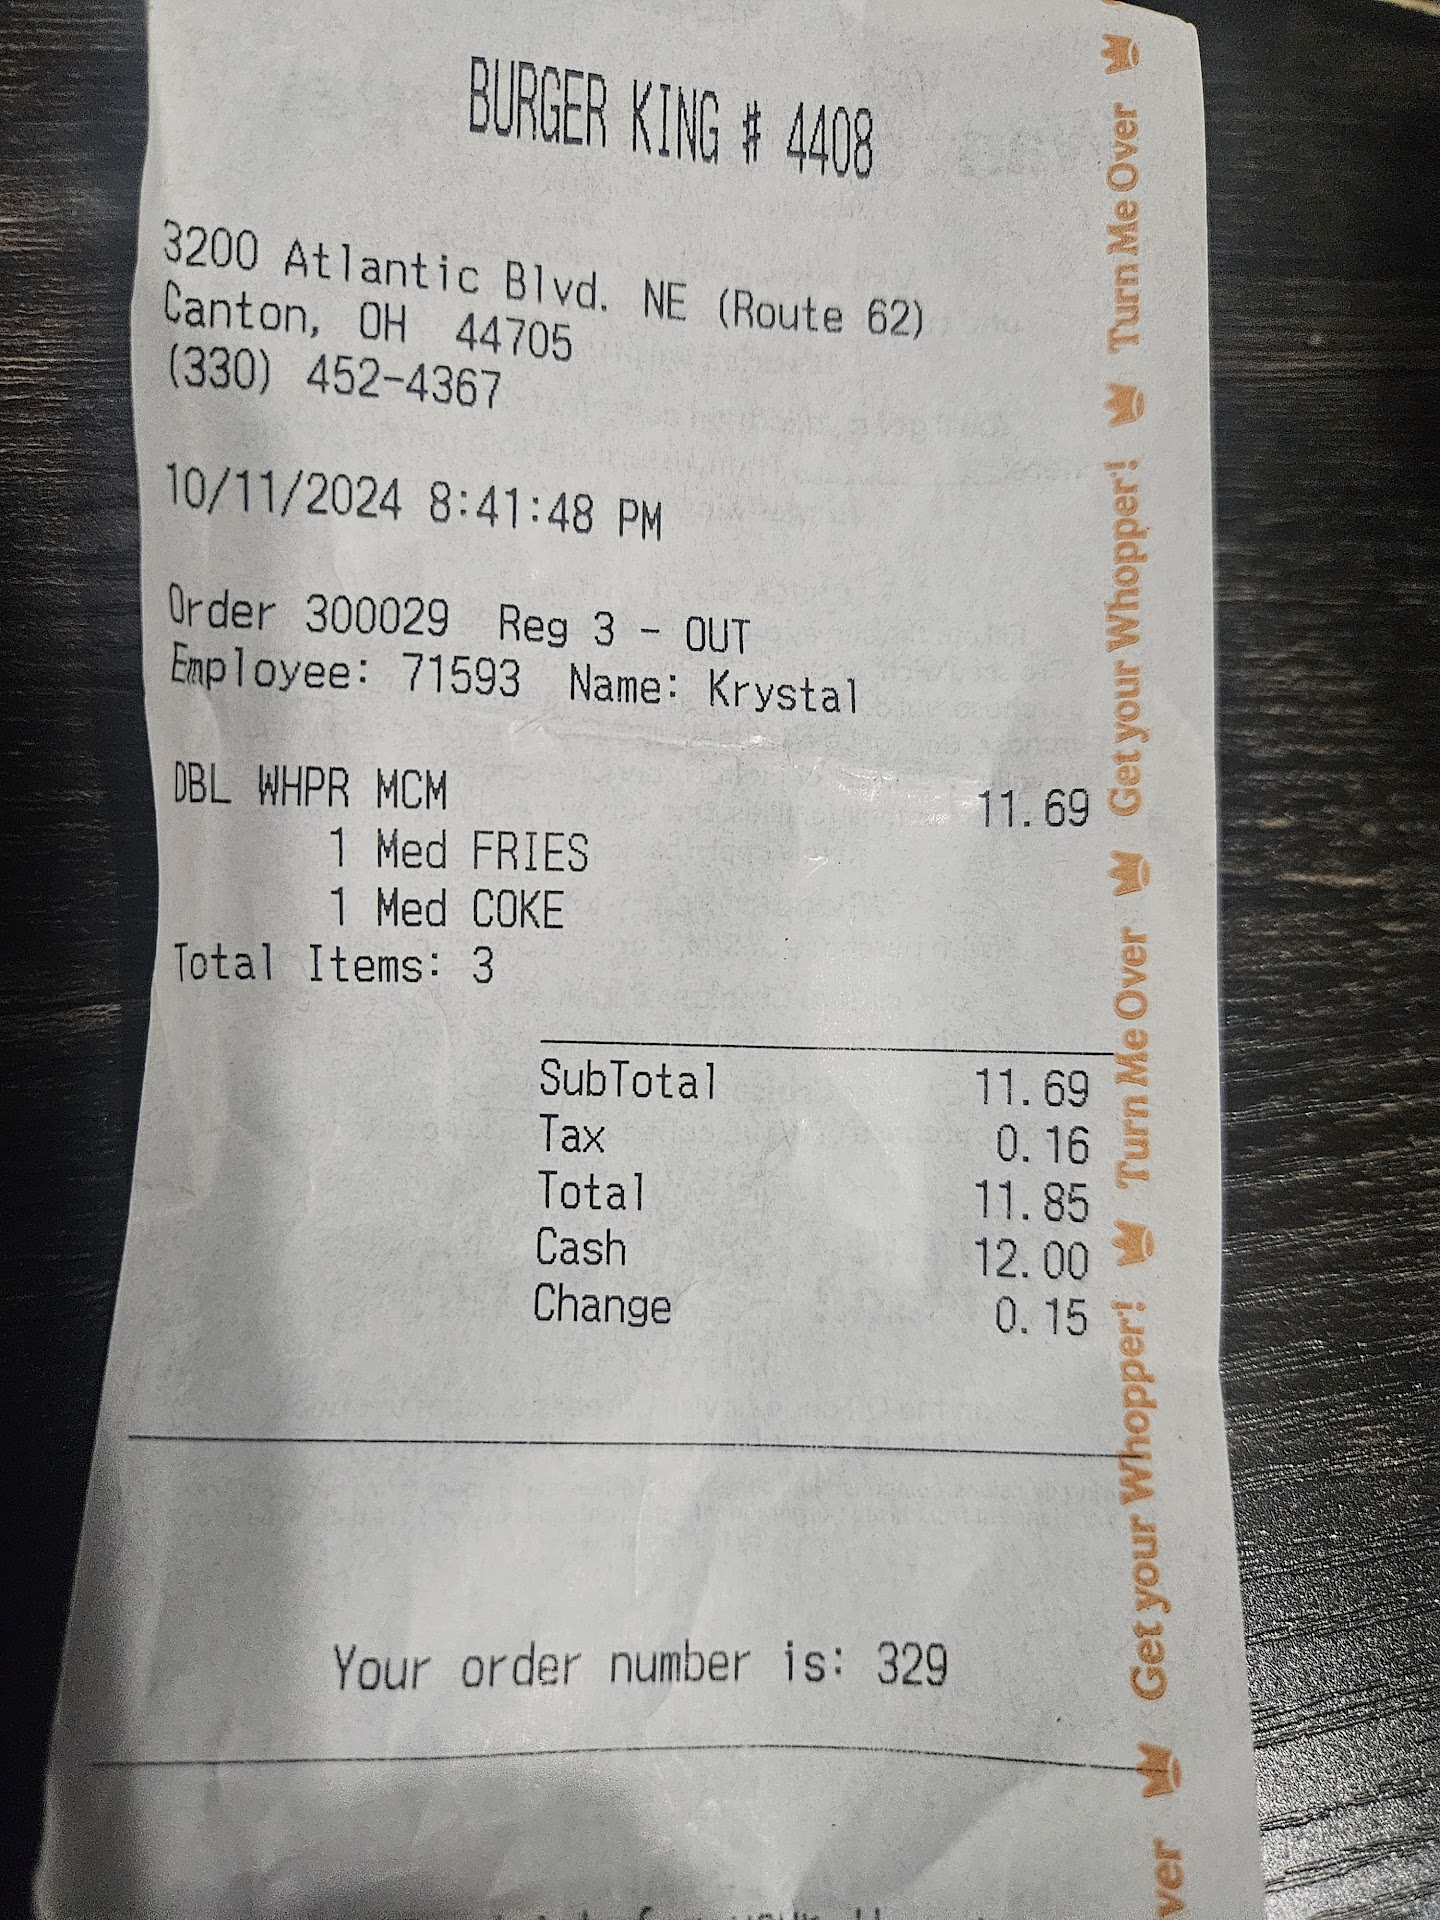 BURGER KING # 4408
3200 Atlantic Blvd. NE (Route 62)
Canton, OH 44705
(330) 452-4367
10/11/2024 8:41:48 PM
Order 300029 Reg 3 - OUT
Employee: 71593 Name: Krystal
DBL WHPR MCM 11.69
1 Med FRIES
1 Med COKE
Total Items: 3
SubTotal 11.69
Tax 0.16
Total 11.85
Cash 12.00
Change 0.15
Your order number is: 329
Turn Me Over
Get your Whopper!
Turn Me Over
Get your Whopper!